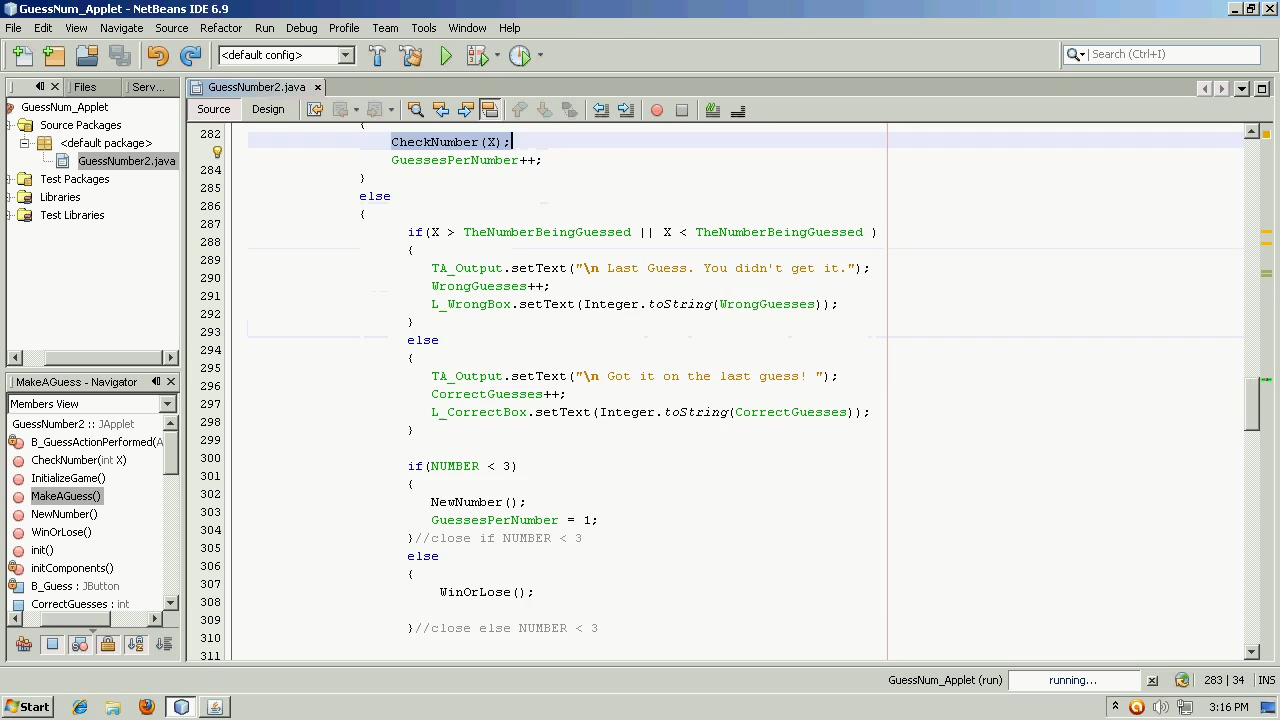 GuessNum_Applet - NetBeans IDE 6.9
File Edit View Navigate Source Refactor Run Debug Profile Team Tools Window Help
<default config>
Search (Ctrl+I)
Files Serv...
GuessNumber2.java
GuessNum_Applet
Source Packages
<default package>
GuessNumber2.java
Test Packages
Libraries
Test Libraries
Source Design
282
CheckNumber(X);
GuessesPerNumber++;
284
}
285
else
286
{
287
if(X > TheNumberBeingGuessed || X < TheNumberBeingGuessed )
288
{
289
TA_Output.setText("\n Last Guess. You didn't get it.");
290
WrongGuesses++;
291
L_WrongBox.setText(Integer.toString(WrongGuesses));
292
}
293
else
294
{
295
TA_Output.setText("\n Got it on the last guess! ");
296
CorrectGuesses++;
297
L_CorrectBox.setText(Integer.toString(CorrectGuesses));
298
}
299
300
if(NUMBER < 3)
301
{
302
NewNumber();
303
GuessesPerNumber = 1;
304
}//close if NUMBER < 3
305
else
306
{
307
WinOrLose();
308
309
}//close else NUMBER < 3
310
311
MakeAGuess - Navigator
Members View
GuessNumber2 :: JApplet
B_GuessActionPerformed(A
CheckNumber(int X)
InitializeGame()
MakeAGuess()
NewNumber()
WinOrLose()
init()
initComponents()
B_Guess : JButton
CorrectGuesses : int
GuessNum_Applet (run) running... 283 | 34 INS
Start 3:16 PM